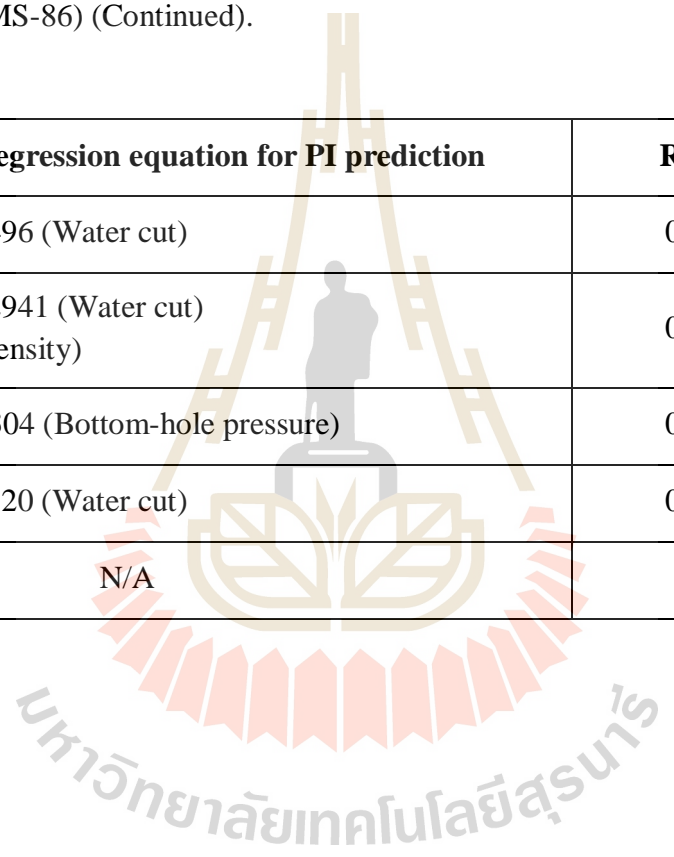 MS-86) (Continued).
egression equation for PI prediction R
96 (Water cut) 0
941 (Water cut)
ensity) 0
304 (Bottom-hole pressure) 0
20 (Water cut) 0
N/A
มหาวิทยาลัยเทคโนโลยีสุรนารี